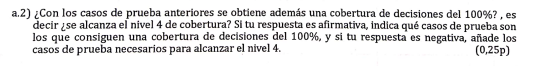 a.2) ¿Con los casos de prueba anteriores se obtiene además una cobertura de decisiones del 100%? , es
decir ¿se alcanza el nivel 4 de cobertura? Si tu respuesta es afirmativa, indica qué casos de prueba son
los que consiguen una cobertura de decisiones del 100%, y si tu respuesta es negativa, añade los
casos de prueba necesarios para alcanzar el nivel 4. (0,25p)